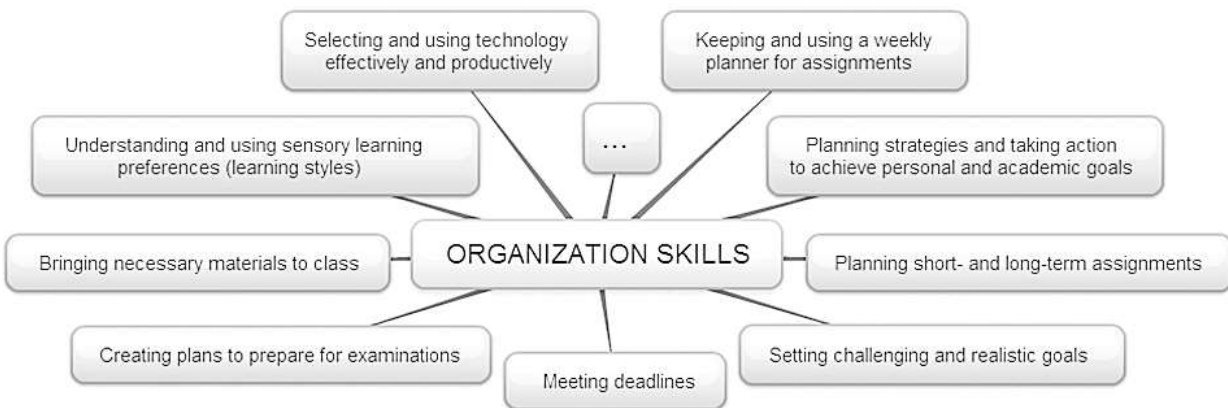 Selecting and using technology
effectively and productively
Keeping and using a weekly
planner for assignments
...
Understanding and using sensory learning
preferences (learning styles)
Planning strategies and taking action
to achieve personal and academic goals
ORGANIZATION SKILLS
Bringing necessary materials to class
Planning short- and long-term assignments
Creating plans to prepare for examinations
Meeting deadlines
Setting challenging and realistic goals